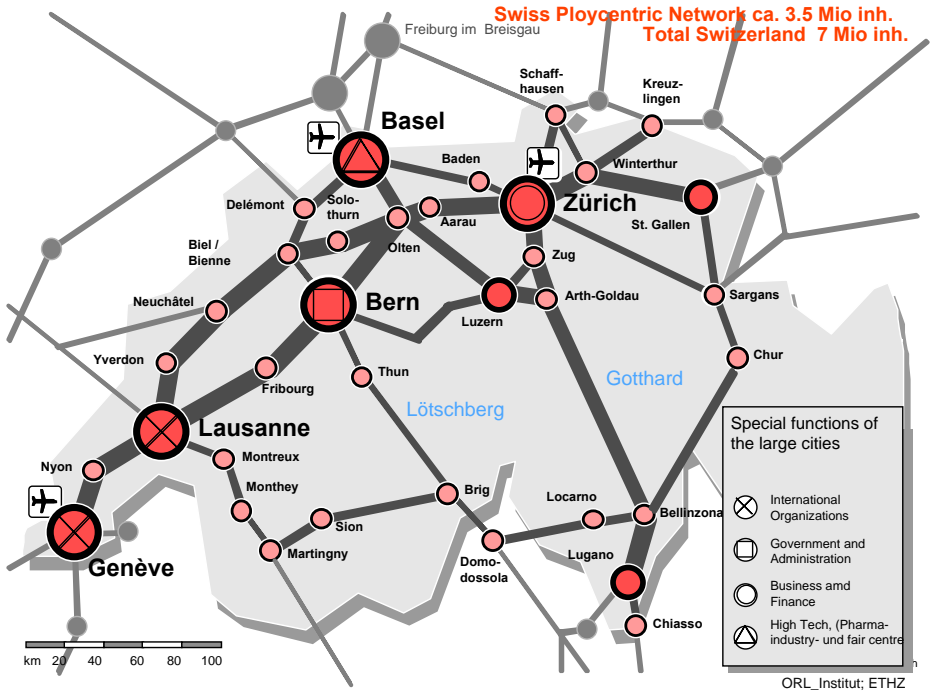 Swiss Ploycentric Network ca. 3.5 Mio inh.
Total Switzerland 7 Mio inh.
Freiburg im Breisgau
Schaff-
hausen
Kreuz-
lingen
Basel
Baden
Winterthur
Delémont
Solo-
thurn
Aarau
Zürich
St. Gallen
Biel /
Bienne
Olten
Zug
Bern
Luzern
Arth-Goldau
Sargans
Neuchâtel
Yverdon
Fribourg
Thun
Chur
Gotthard
Lötschberg
Lausanne
Nyon
Montreux
Monthey
Brig
Locarno
Bellinzona
Sion
Martingny
Domo-
dossola
Lugano
Genève
Chiasso
Special functions of
the large cities
International
Organizations
Government and
Administration
Business amd
Finance
High Tech, (Pharma-
industry- und fair centre
km 20 40 60 80 100
ORL_Institut; ETHZ